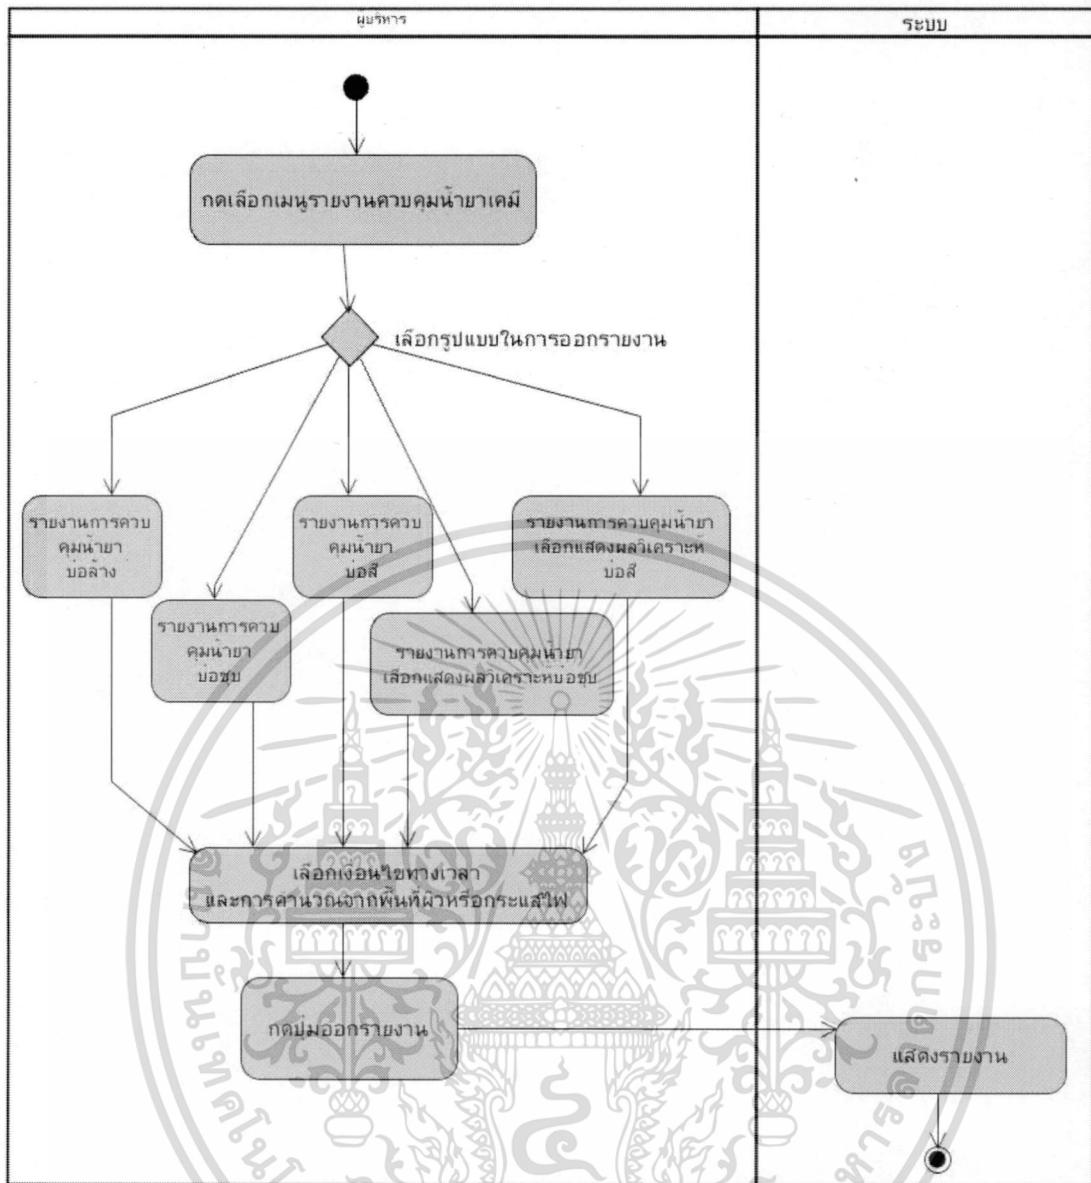 ผู้บริหาร
ระบบ
กดเลือกเมนูรายงานควบคุมน้ำยาเคมี
เลือกรูปแบบในการออกรายงาน
รายงานการควบ
คุมน้ำยา
บ่อล้าง
รายงานการควบ
คุมน้ำยา
บ่อสี
รายงานการควบคุมน้ำยา
เลือกแสดงผลวิเคราะห์
บ่อสี
รายงานการควบ
คุมน้ำยา
บ่อชุบ
รายงานการควบคุมน้ำยา
เลือกแสดงผลวิเคราะห์บ่อชุบ
เลือกเงื่อนไขทางเวลา
และการคำนวณจากพื้นที่ผิวหรือกระแสไฟ
กดปุ่มออกรายงาน
แสดงรายงาน